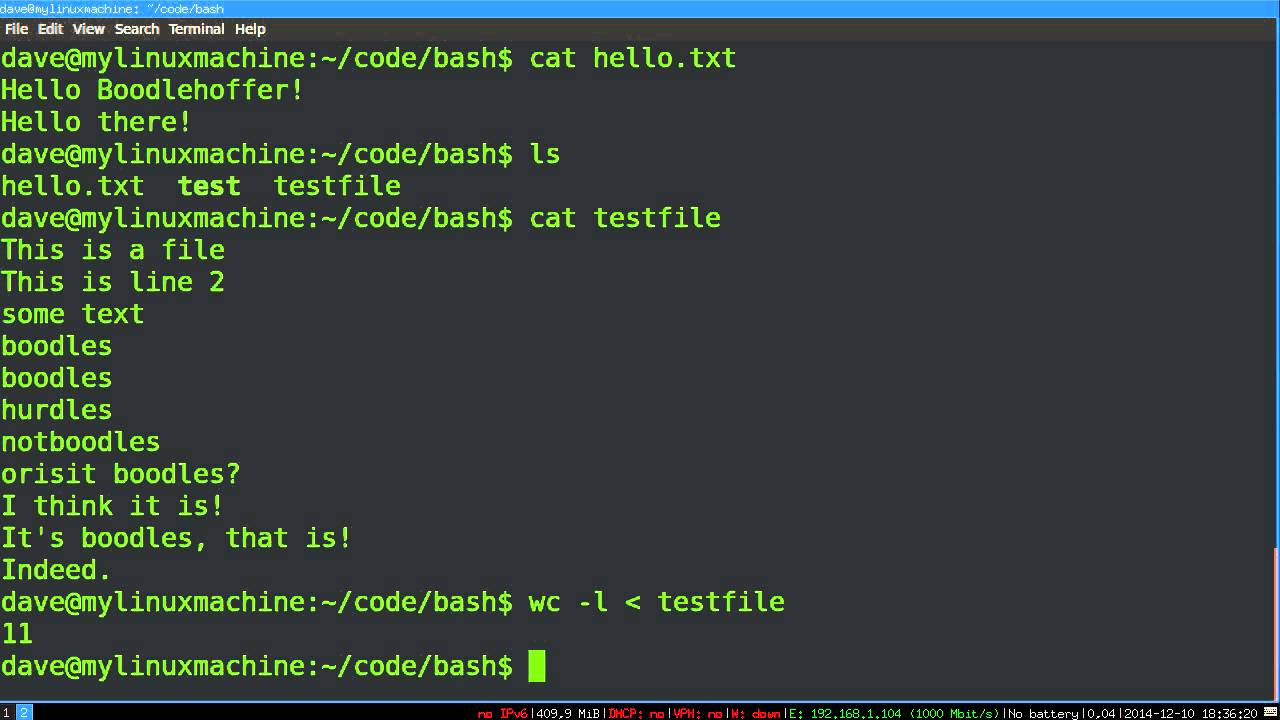 dave@mylinuxmachine: ~/code/bash
File Edit View Search Terminal Help
dave@mylinuxmachine:~/code/bash$ cat hello.txt
Hello Boodlehoffer!
Hello there!
dave@mylinuxmachine:~/code/bash$ ls
hello.txt  test  testfile
dave@mylinuxmachine:~/code/bash$ cat testfile
This is a file
This is line 2
some text
boodles
boodles
hurdles
notboodles
orisit boodles?
I think it is!
It's boodles, that is!
Indeed.
dave@mylinuxmachine:~/code/bash$ wc -l < testfile
11
dave@mylinuxmachine:~/code/bash$
1 2 no IPv6|409,9 MiB|DHCP: no|VPN: no|W: down|E: 192.168.1.104 (1000 Mbit/s)|No battery|0,04|2014-12-10 18:36:20